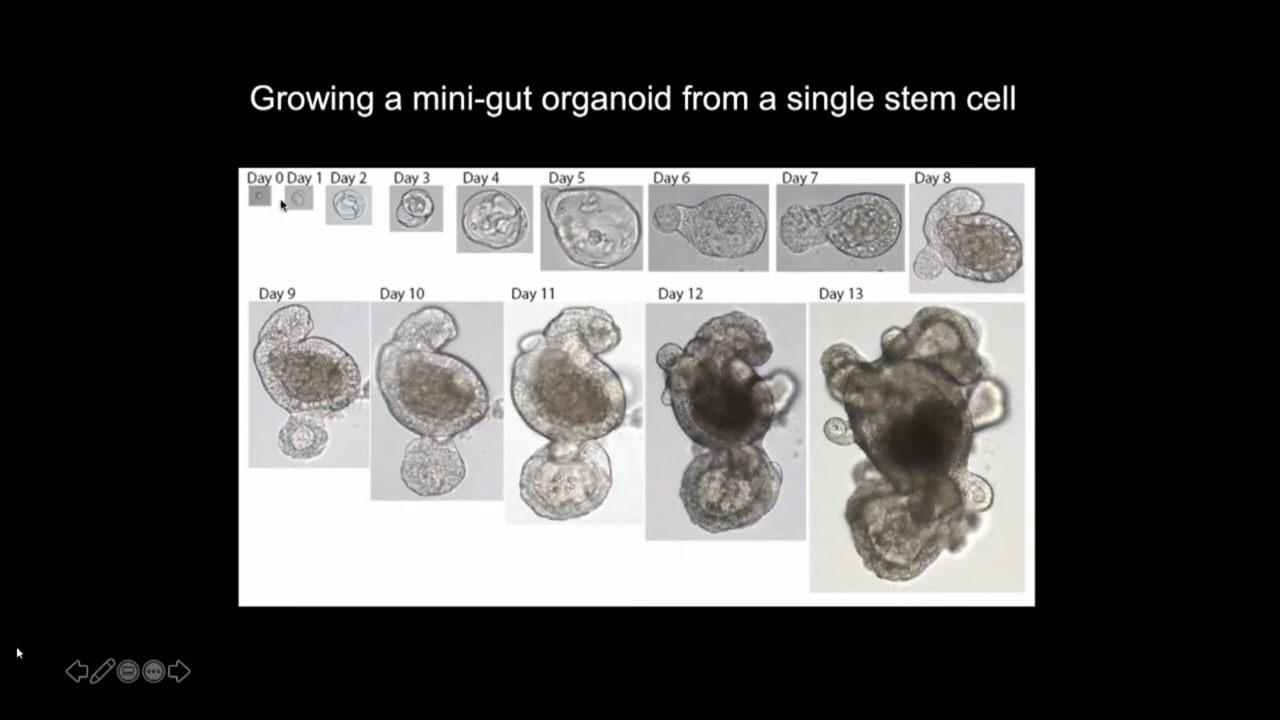 Growing a mini-gut organoid from a single stem cell
Day 0 Day 1 Day 2 Day 3 Day 4 Day 5 Day 6 Day 7 Day 8
Day 9 Day 10 Day 11 Day 12 Day 13